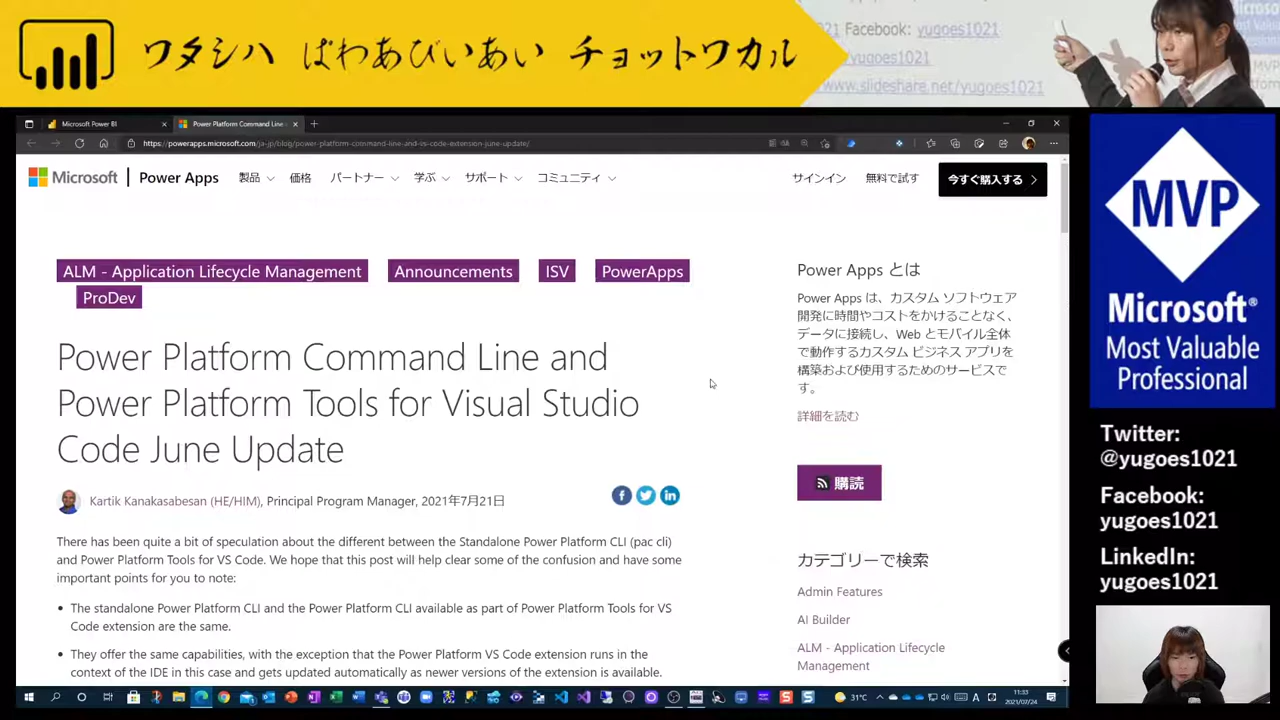 ワタシハ ぱわあびいあい チョットワカル
Facebook: yugoes1021
yugoes1021
www.slideshare.net/yugoes1021
Microsoft Power BI
Power Platform Command Line
https://powerapps.microsoft.com/ja-jp/blog/power-platform-command-line-and-vs-code-extension-june-update/
Microsoft Power Apps 製品 価格 パートナー 学ぶ サポート コミュニティ サインイン 無料で試す 今すぐ購入する
ALM - Application Lifecycle Management
Announcements
ISV
PowerApps
ProDev
Power Platform Command Line and
Power Platform Tools for Visual Studio
Code June Update
Kartik Kanakasabesan (HE/HIM), Principal Program Manager, 2021年7月21日
There has been quite a bit of speculation about the different between the Standalone Power Platform CLI (pac cli)
and Power Platform Tools for VS Code. We hope that this post will help clear some of the confusion and have some
important points for you to note:
• The standalone Power Platform CLI and the Power Platform CLI available as part of Power Platform Tools for VS
Code extension are the same.
• They offer the same capabilities, with the exception that the Power Platform VS Code extension runs in the
context of the IDE in this case and gets updated automatically as newer versions of the extension is available.
Power Apps とは
Power Apps は、カスタム ソフトウェア
開発に時間やコストをかけることなく、
データに接続し、Web とモバイル全体
で動作するカスタム ビジネス アプリを
構築および使用するためのサービスで
す。
詳細を読む
購読
カテゴリーで検索
Admin Features
AI Builder
ALM - Application Lifecycle
Management
31°C
11:33
2021/07/24
MVP
Microsoft®
Most Valuable
Professional
Twitter:
@yugoes1021
Facebook:
yugoes1021
LinkedIn:
yugoes1021